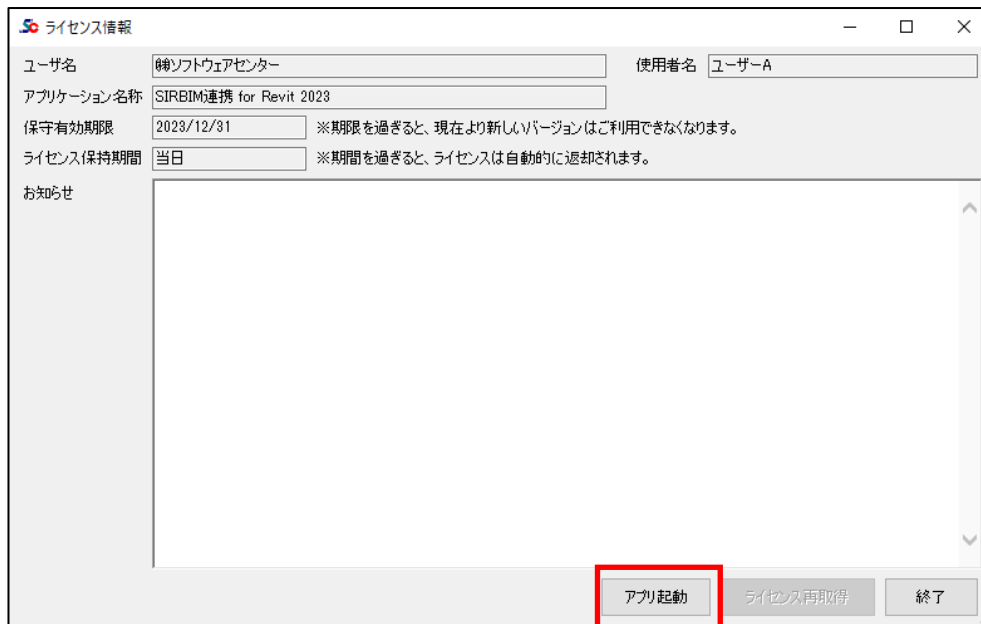 Sc ライセンス情報
ユーザ名 ㈱ソフトウェアセンター 使用者名 ユーザーA
アプリケーション名称 SIRBIM連携 for Revit 2023
保守有効期限 2023/12/31 ※期限を過ぎると、現在より新しいバージョンはご利用できなくなります。
ライセンス保持期間 当日 ※期間を過ぎると、ライセンスは自動的に返却されます。
お知らせ
アプリ起動 ライセンス再取得 終了